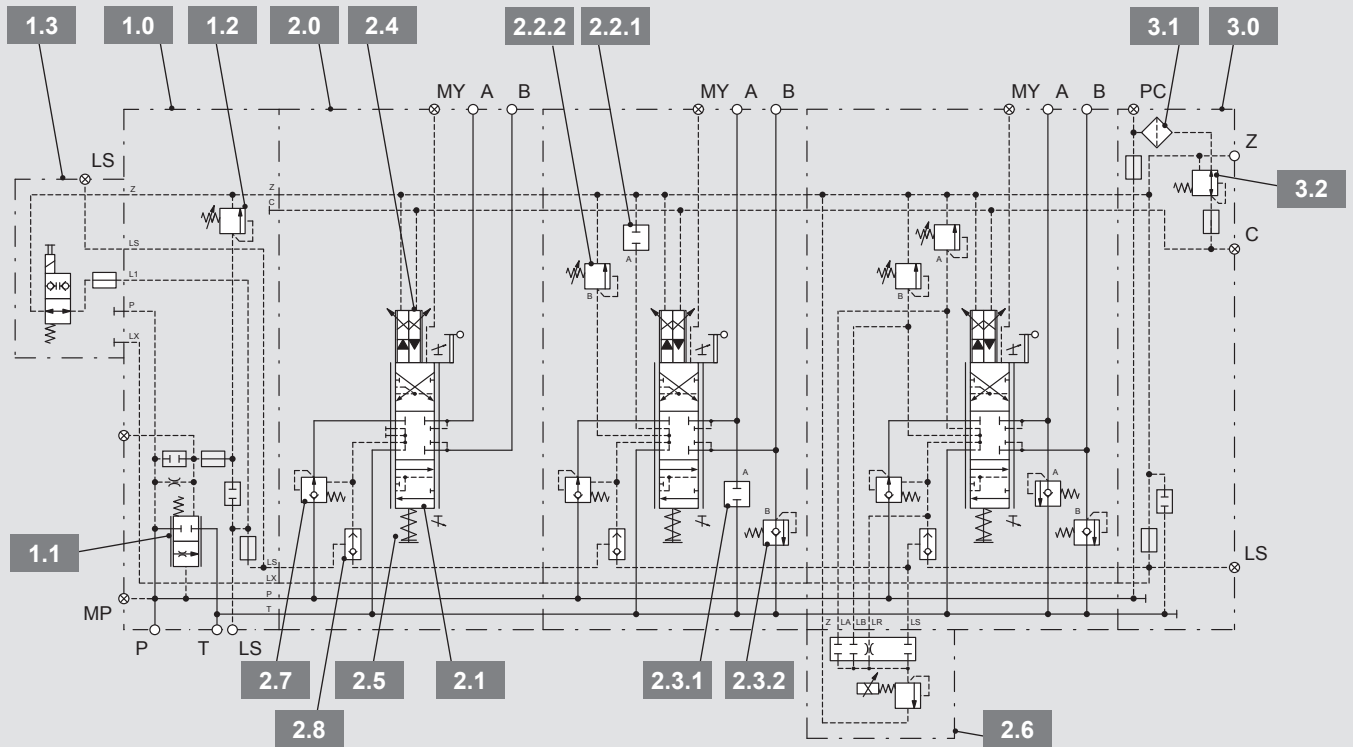 1.3 1.0 1.2 2.0 2.4 2.2.2 2.2.1 3.1 3.0
MY A B MY A B MY A B PC
LS
Z
Z
Z
C
3.2
LS
C
A
A
L1
B
B
P
LX
A
A
B
B
1.1
LS
LS
LX
MP
P
T
Z LA LB LR LS
P T LS
2.7 2.5 2.1 2.3.1 2.3.2
2.8 2.6